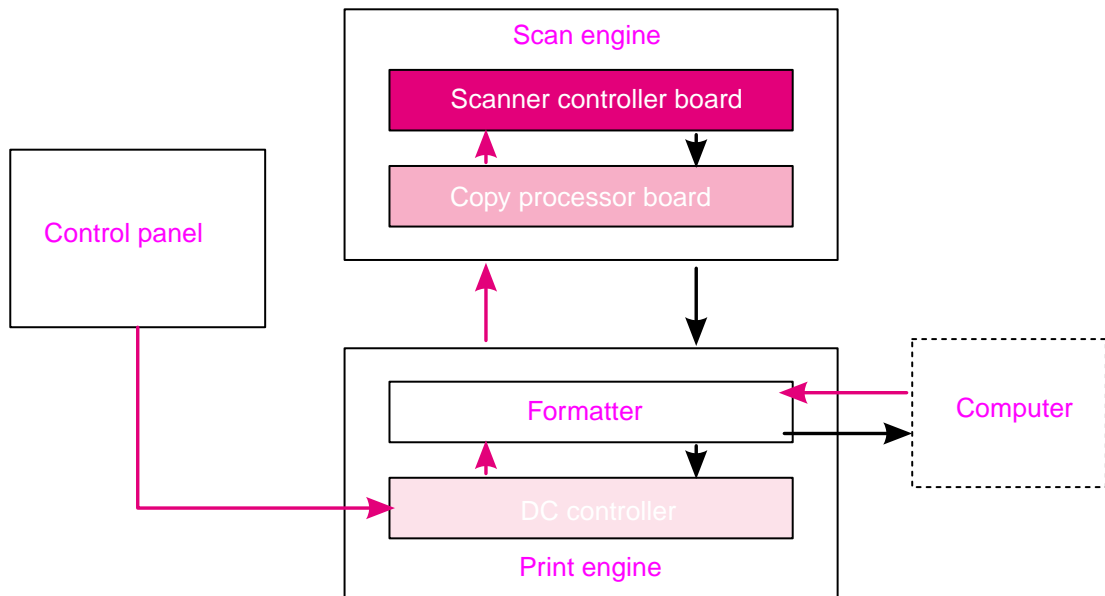 Scan engine
Scanner controller board
Copy processor board
Control panel
Formatter
Computer
DC controller
Print engine